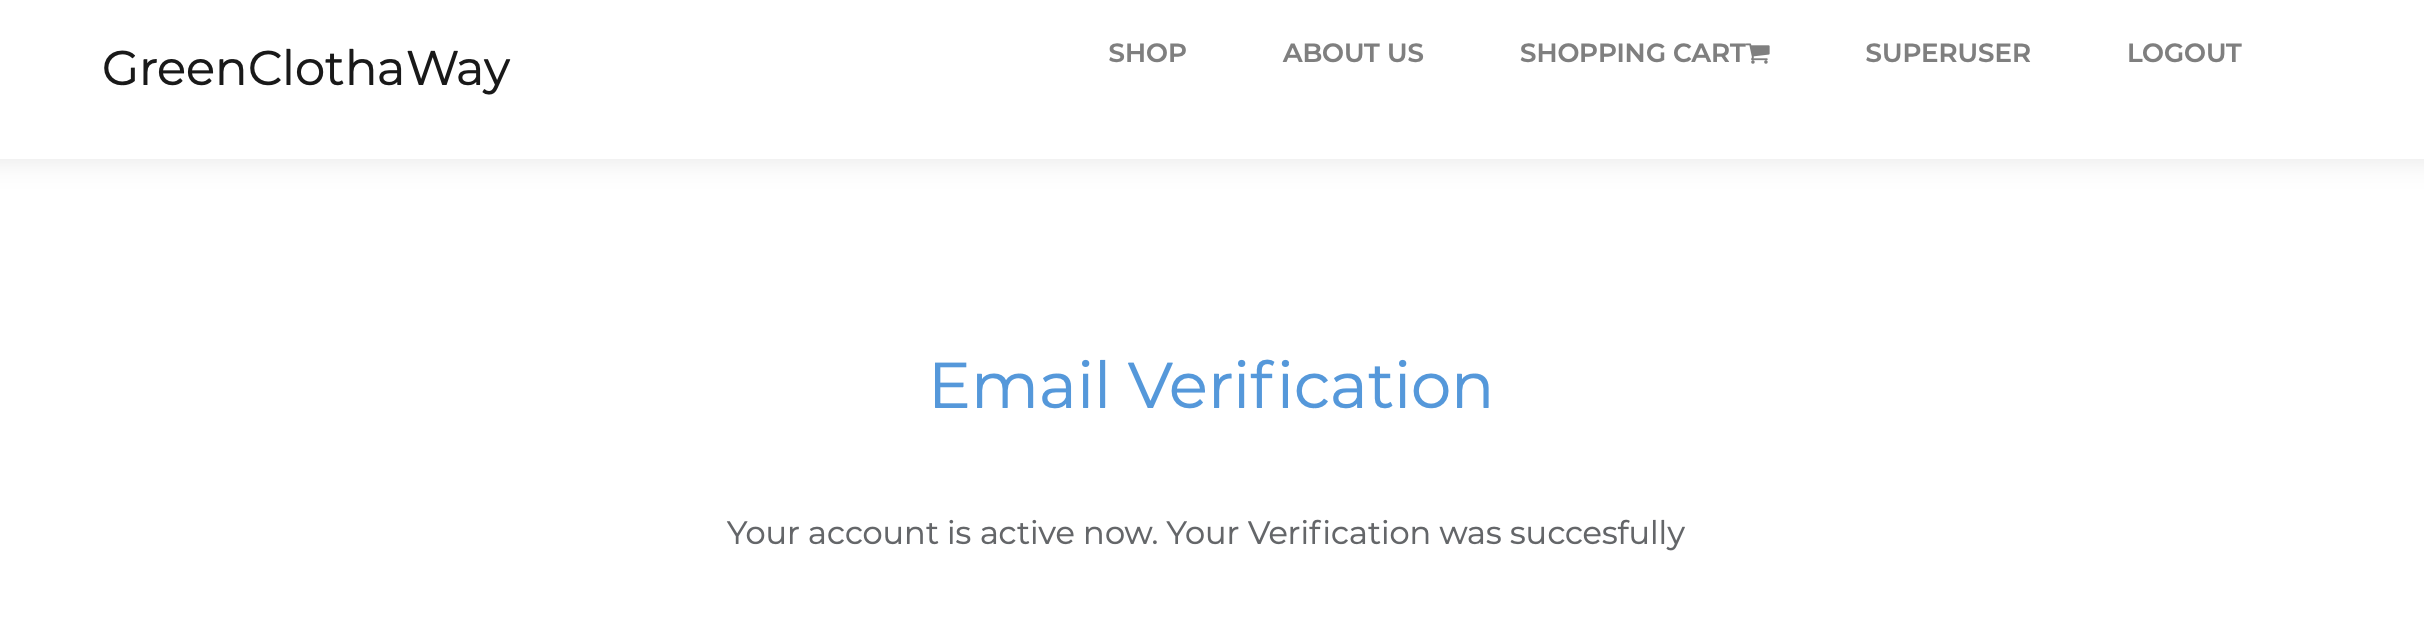 GreenClothaWay
SHOP ABOUT US SHOPPING CART SUPERUSER LOGOUT
Email Verification
Your account is active now. Your Verification was succesfully